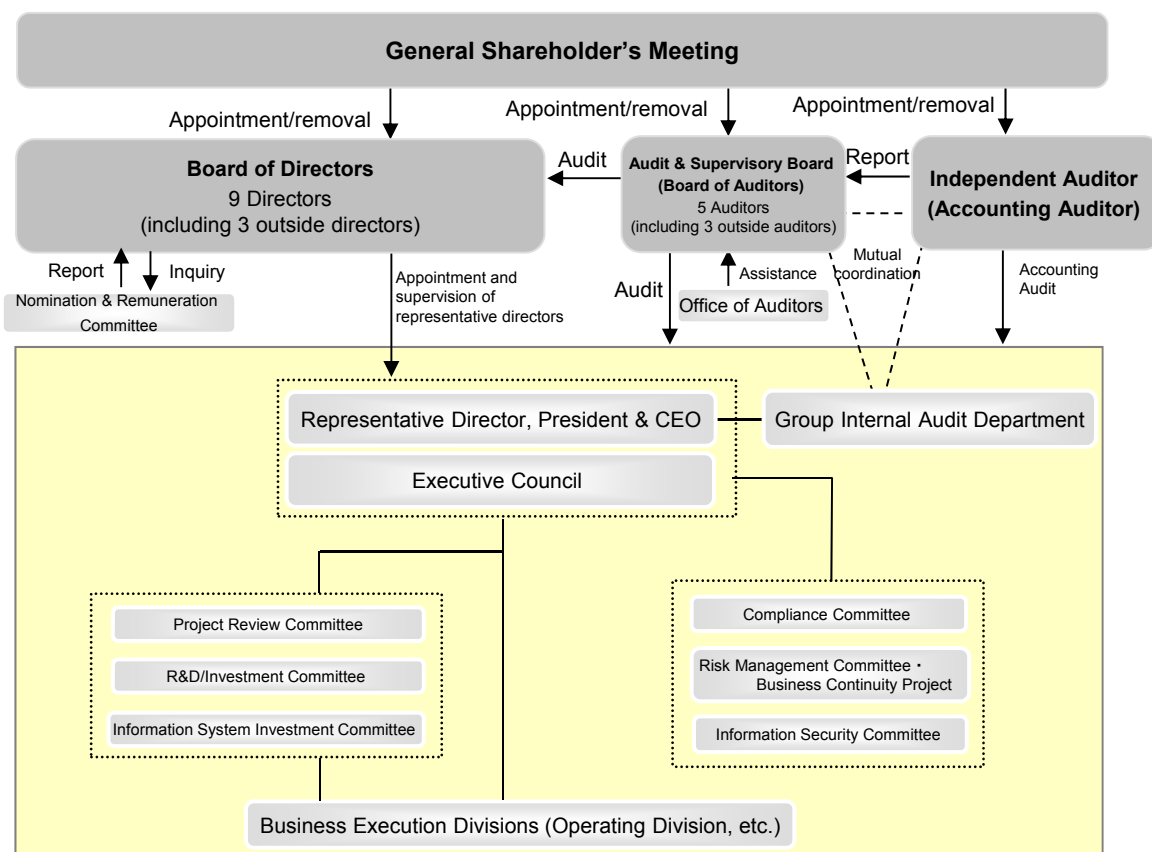 General Shareholder’s Meeting
Appointment/removal
Appointment/removal
Appointment/removal
Board of Directors
9 Directors
(including 3 outside directors)
Audit
Audit & Supervisory Board
(Board of Auditors)
5 Auditors
(including 3 outside auditors)
Report
Independent Auditor
(Accounting Auditor)
Report
Inquiry
Nomination & Remuneration
Committee
Appointment and
supervision of
representative directors
Audit
Assistance
Office of Auditors
Mutual
coordination
Accounting
Audit
Representative Director, President & CEO
Group Internal Audit Department
Executive Council
Project Review Committee
R&D/Investment Committee
Information System Investment Committee
Compliance Committee
Risk Management Committee・
Business Continuity Project
Information Security Committee
Business Execution Divisions (Operating Division, etc.)